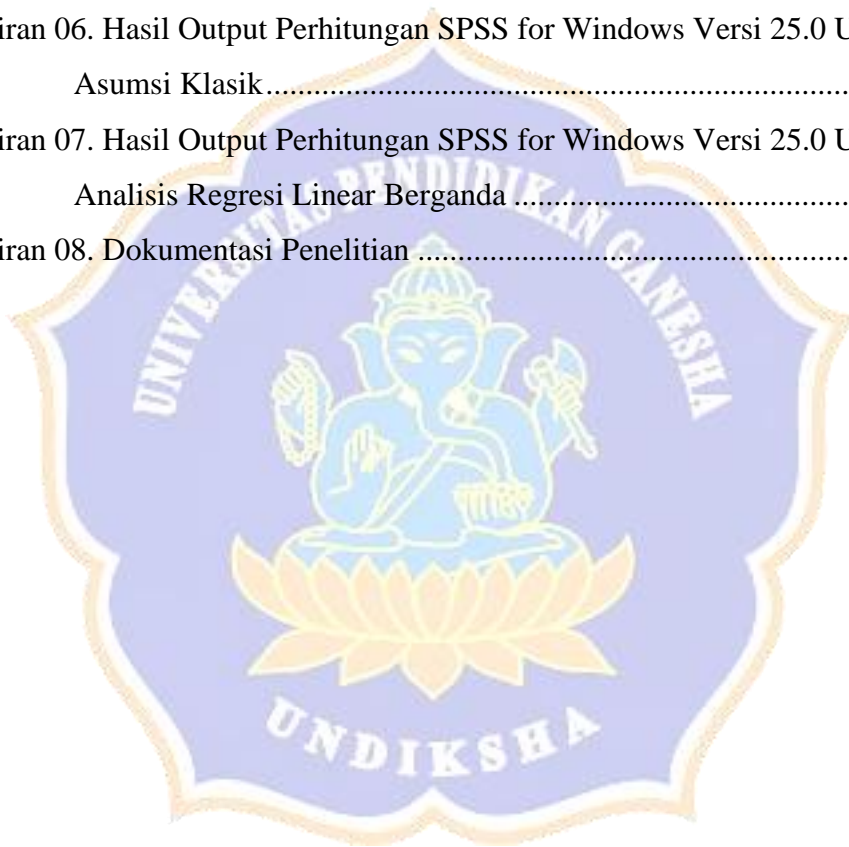 iran 06. Hasil Output Perhitungan SPSS for Windows Versi 25.0 U
Asumsi Klasik.......................................................................
iran 07. Hasil Output Perhitungan SPSS for Windows Versi 25.0 U
Analisis Regresi Linear Berganda .........................................
iran 08. Dokumentasi Penelitian .....................................................
UNIVERSITAS PENDIDIKAN GANESHA
UNDIKSHA